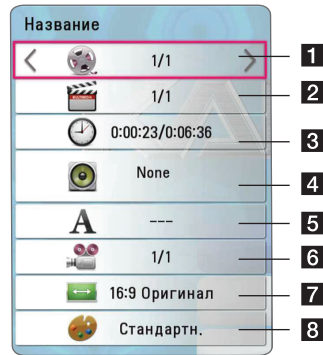 Название
1/1 1
1/1 2
0:00:23/0:06:36 3
None 4
A --- 5
1/1 6
16:9 Оригинал 7
Стандартн. 8